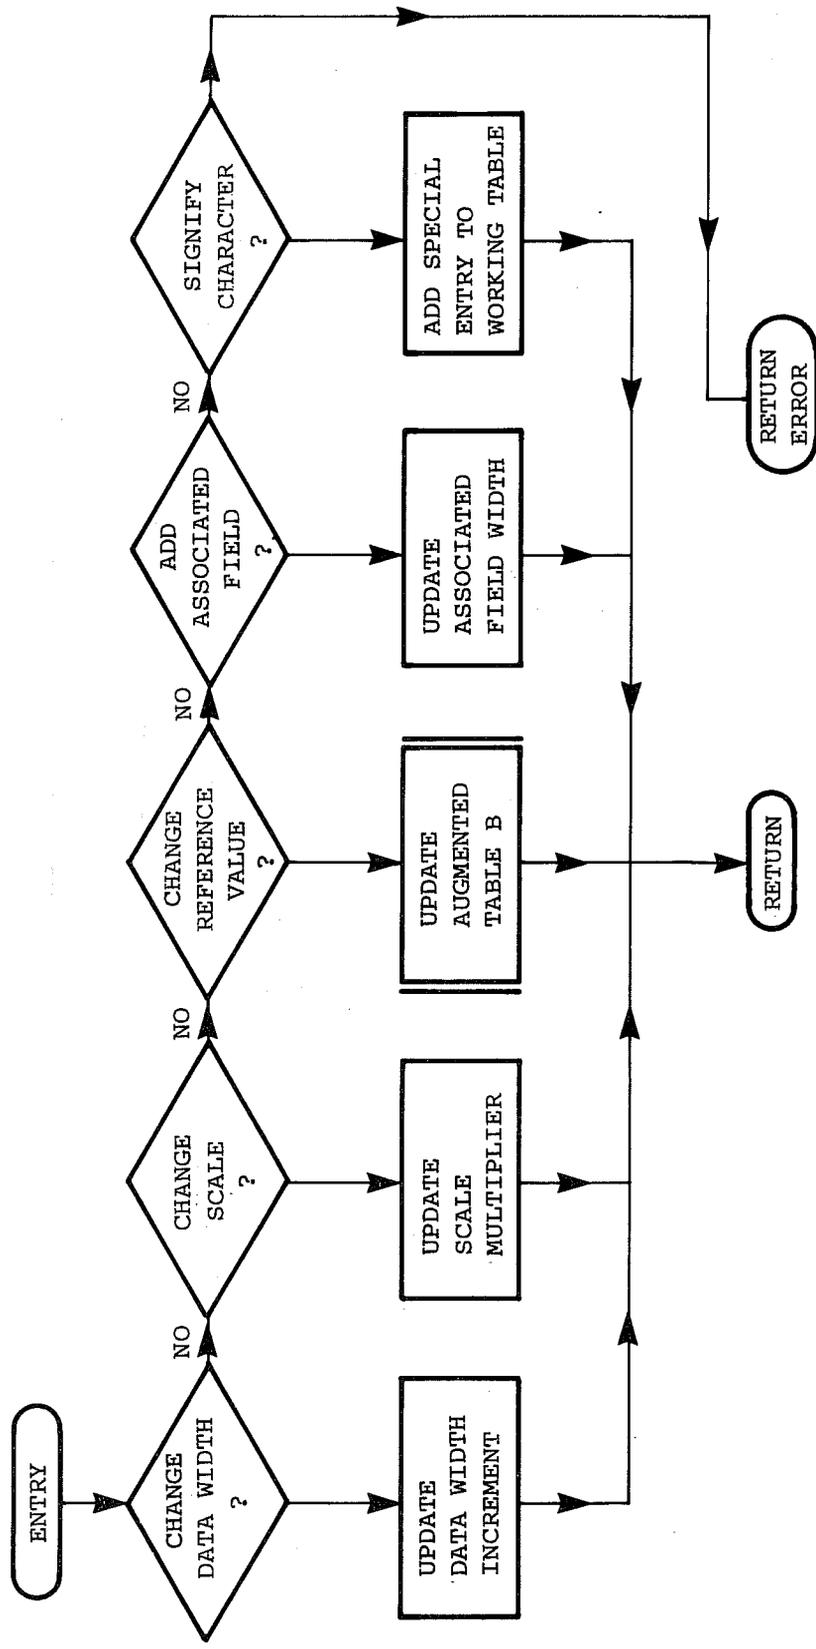 ENTRY
CHANGE
DATA WIDTH
?
NO
CHANGE
SCALE
?
NO
CHANGE
REFERENCE
VALUE
?
NO
ADD
ASSOCIATED
FIELD
?
NO
SIGNIFY
CHARACTER
?
UPDATE
DATA WIDTH
INCREMENT
UPDATE
SCALE
MULTIPLIER
UPDATE
AUGMENTED
TABLE B
UPDATE
ASSOCIATED
FIELD WIDTH
ADD SPECIAL
ENTRY TO
WORKING TABLE
RETURN
RETURN
ERROR